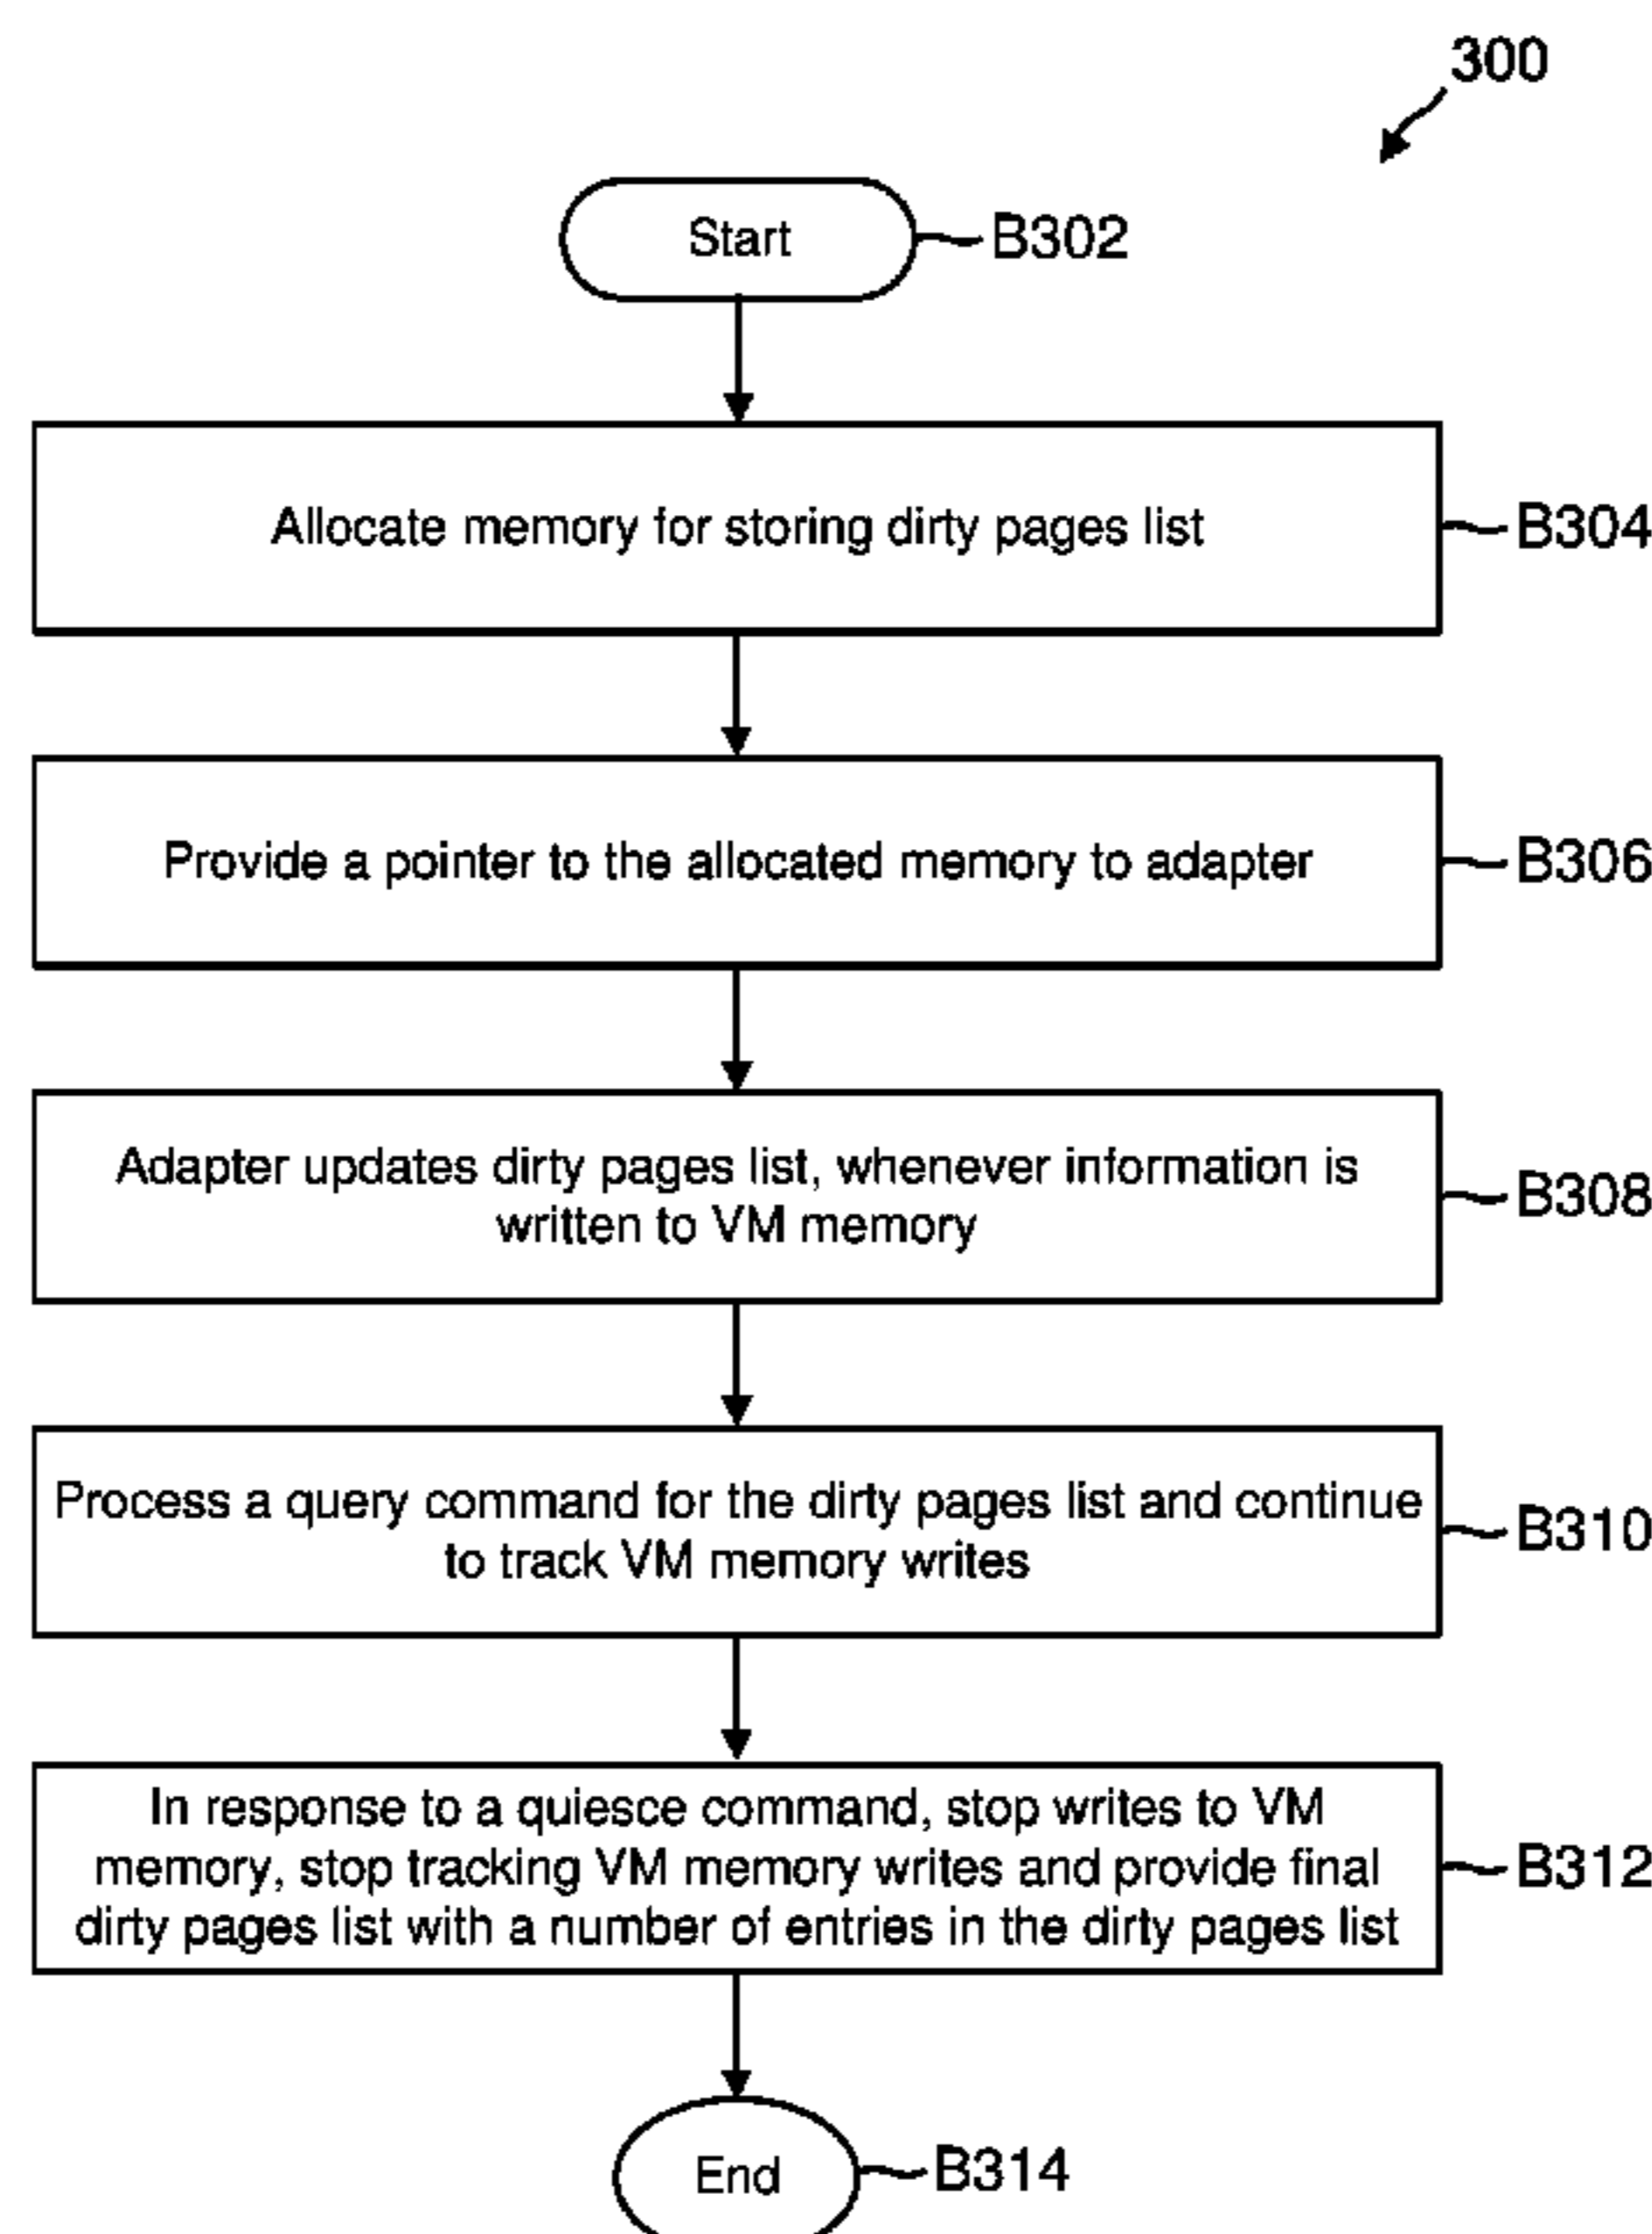 300
Start
B302
Allocate memory for storing dirty pages list
B304
Provide a pointer to the allocated memory to adapter
B306
Adapter updates dirty pages list, whenever information is
written to VM memory
B308
Process a query command for the dirty pages list and continue
to track VM memory writes
B310
In response to a quiesce command, stop writes to VM
memory, stop tracking VM memory writes and provide final
dirty pages list with a number of entries in the dirty pages list
B312
End
B314